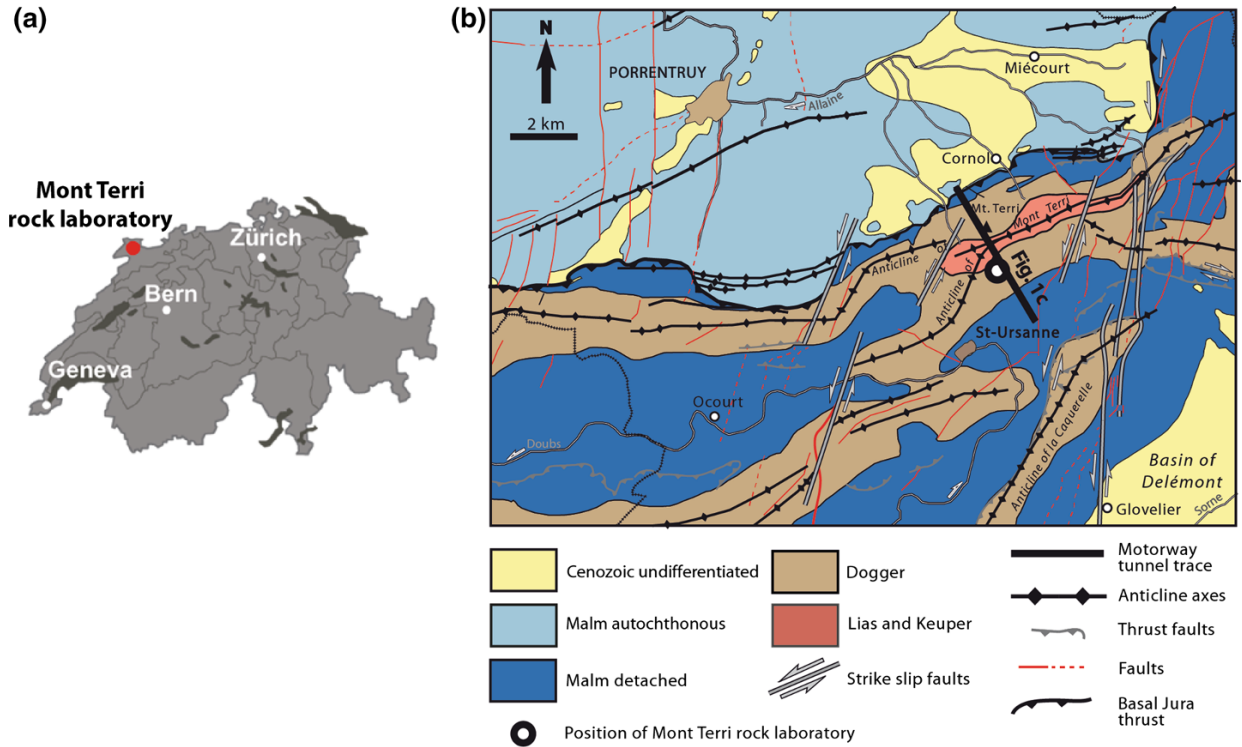 (a)
Mont Terri
rock laboratory
Zürich
Bern
Geneva
(b)
N
2 km
PORRENTRUY
Allaine
Miécourt
Cornol
Mt. Terri
Anticline of
Mont Terri
Anticline of
Fig. 1c
St-Ursanne
Ocourt
Doubs
Anticline of la Caquerelle
Basin of
Delémont
Glovelier
Sorne
Cenozoic undifferentiated
Malm autochthonous
Malm detached
Position of Mont Terri rock laboratory
Dogger
Lias and Keuper
Strike slip faults
Motorway
tunnel trace
Anticline axes
Thrust faults
Faults
Basal Jura
thrust